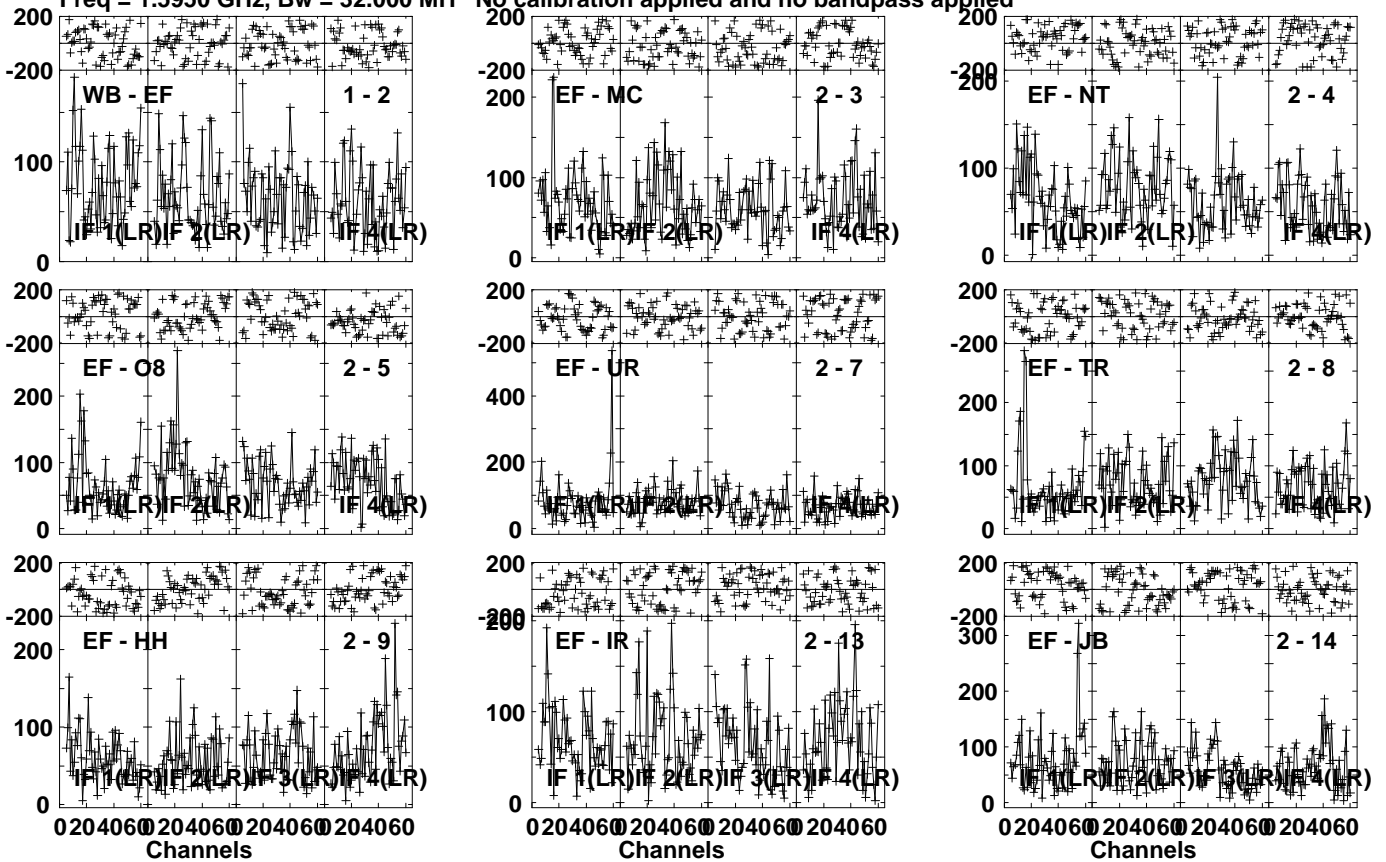 Freq = 1.5950 GHz, Bw = 32.000 MH No calibration applied and no bandpass applied
-200 -200
WB - EF 1 - 2 EF - MC 2 - 3 EF - NT 2 - 4
200 200
100 100 100
IF 1(LR) IF 2(LR) IF 4(LR) IF 1(LR) IF 2(LR) IF 4(LR) IF 1(LR) IF 2(LR) IF 4(LR)
0 0 0
200 200 200
-200 -200 -200
EF - O8 2 - 5 EF - UR 2 - 7 EF - TR 2 - 8
200 400 200
100 200 100
IF 1(LR) IF 2(LR) IF 4(LR) IF 1(LR) IF 2(LR) IF 4(LR) IF 1(LR) IF 2(LR) IF 4(LR)
0 0 0
200 200 200
-200 -200 -200
EF - HH 2 - 9 EF - IR 2 - 13 EF - JB 2 - 14
200 200 300
200
100 100 100
IF 1(LR) IF 2(LR) IF 3(LR) IF 4(LR) IF 1(LR) IF 2(LR) IF 3(LR) IF 4(LR) IF 1(LR) IF 2(LR) IF 3(LR) IF 4(LR)
0 0 0
0 20 40 60 0 20 40 60 0 20 40 60 0 20 40 60 0 20 40 60 0 20 40 60 0 20 40 60 0 20 40 60 0 20 40 60 0 20 40 60 0 20 40 60 0 20 40 60
Channels Channels Channels